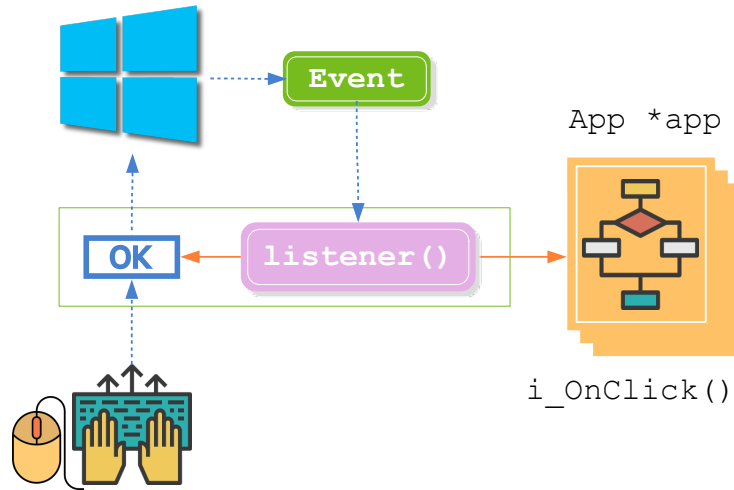 Event
App *app
OK
listener()
i_OnClick()